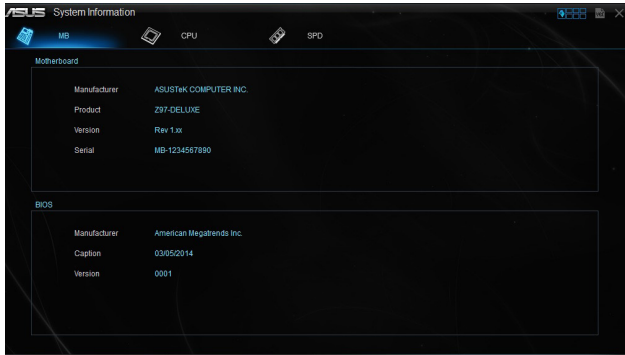 ASUS System Information
MB CPU SPD
Motherboard
Manufacturer ASUSTeK COMPUTER INC.
Product Z97-DELUXE
Version Rev 1.xx
Serial MB-1234567890
BIOS
Manufacturer American Megatrends Inc.
Caption 03/05/2014
Version 0001